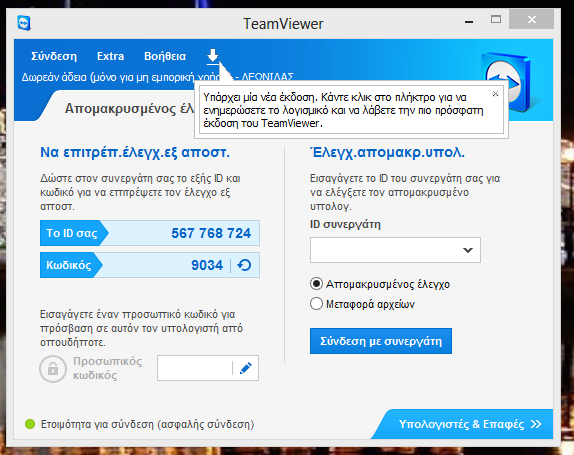 TeamViewer
Σύνδεση Extra Βοήθεια
Δωρεάν άδεια (μόνο για μη εμπορική χρήση) - ΛΕΩΝΙΔΑΣ
Υπάρχει μία νέα έκδοση. Κάντε κλικ στο πλήκτρο για να
ενημερώσετε το λογισμικό και να λάβετε την πιο πρόσφατη
έκδοση του TeamViewer.
Απομακρυσμένος έλ
Να επιτρέπ.έλεγχ.εξ αποστ.
Δώστε στον συνεργάτη σας το εξής ID και
κωδικό για να επιτρέψετε τον έλεγχο εξ
αποστ.
Το ID σας 567 768 724
Κωδικός 9034
Εισαγάγετε έναν προσωπικό κωδικό για
πρόσβαση σε αυτόν τον υπολογιστή από
οπουδήποτε.
Προσωπικός
κωδικός
Έλεγχ.απομακρ.υπολ.
Εισαγάγετε το ID του συνεργάτη σας για
να ελέγξετε τον απομακρυσμένο
υπολογ.
ID συνεργάτη
Απομακρυσμένος έλεγχο
Μεταφορά αρχείων
Σύνδεση με συνεργάτη
Ετοιμότητα για σύνδεση (ασφαλής σύνδεση)
Υπολογιστές & Επαφές